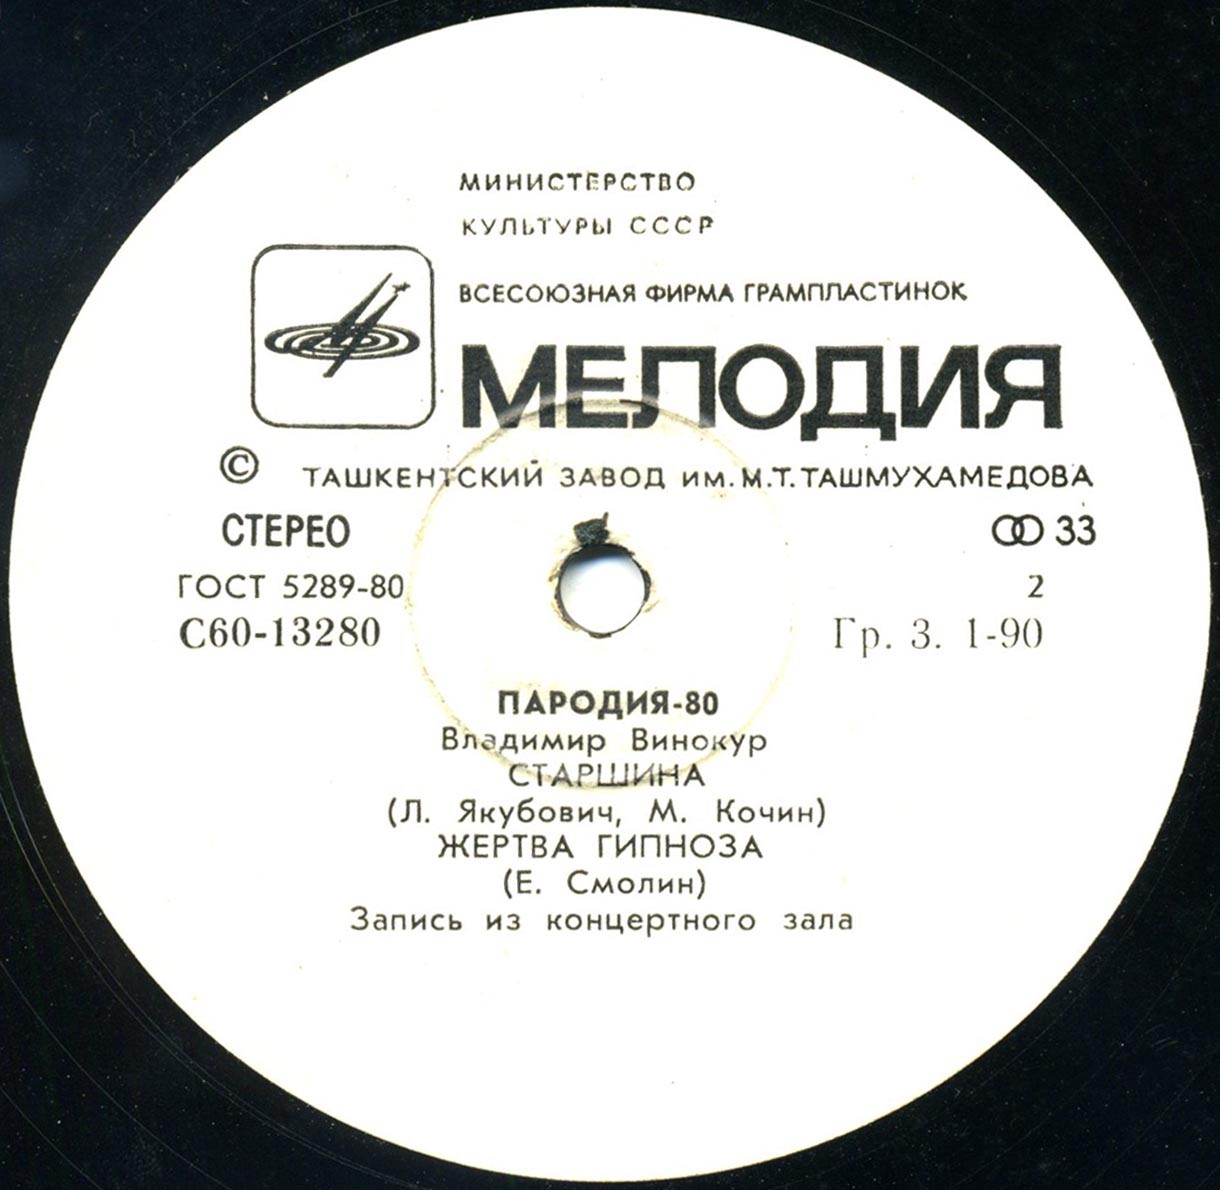 МИНИСТЕРСТВО
КУЛЬТУРЫ СССР
ВСЕСОЮЗНАЯ ФИРМА ГРАМПЛАСТИНОК
МЕЛОДИЯ
© ТАШКЕНТСКИЙ ЗАВОД ИМ. М.Т. ТАШМУХАМЕДОВА
СТЕРЕО 33
ГОСТ 5289-80 2
С60-13280 Гр. 3. 1-90
ПАРОДИЯ-80
Владимир Винокур
СТАРШИНА
(Л. Якубович, М. Кочин)
ЖЕРТВА ГИПНОЗА
(Е. Смолин)
Запись из концертного зала